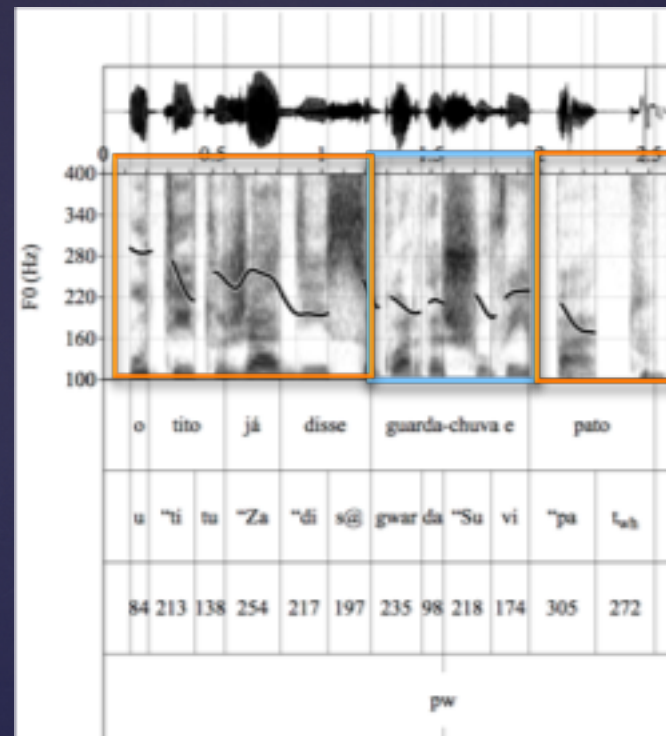 0 0.5 1 1.5 2 2.5
400
340
280
220
160
100
F0 (Hz)
o tito já disse guarda-chuva e pato
u "ti tu "Za "di s@ gwar da "Su vi "pa t_wh
84 213 138 254 217 197 235 98 218 174 305 272
pw